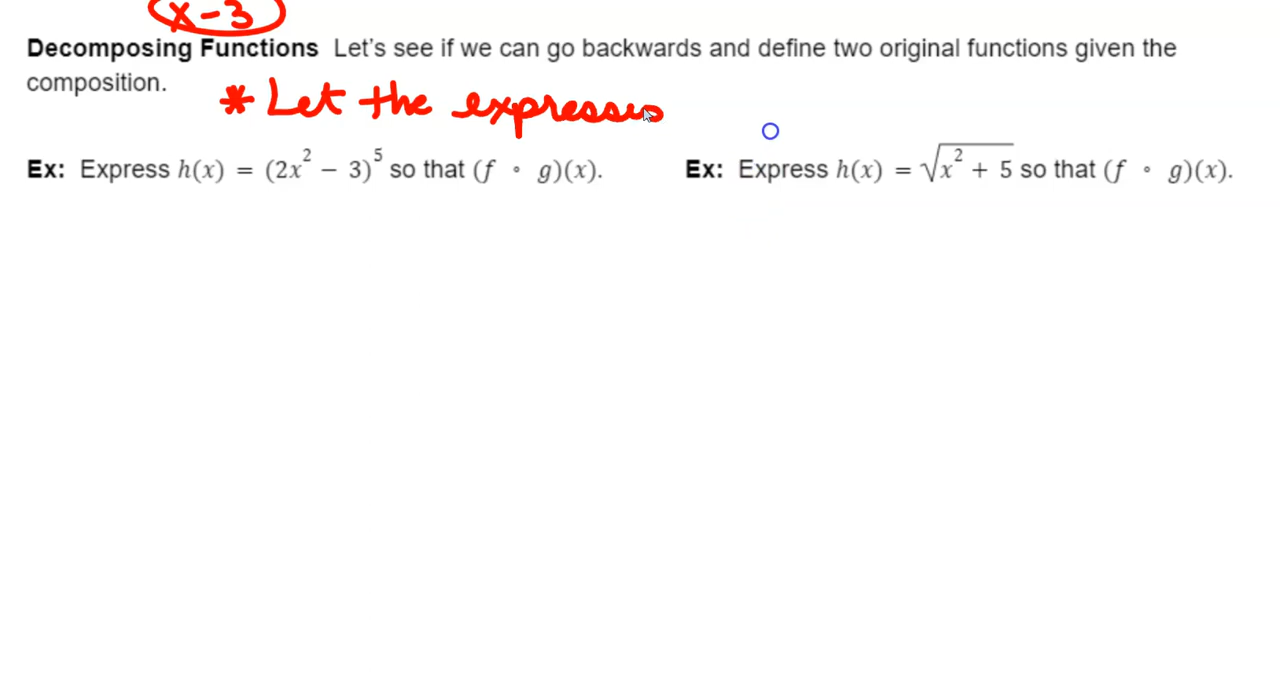 x - 3
Decomposing Functions Let's see if we can go backwards and define two original functions given the
composition.
* Let the expressio
Ex: Express h(x) = (2x² − 3)⁵ so that (f ∘ g)(x).
Ex: Express h(x) = √(x² + 5) so that (f ∘ g)(x).